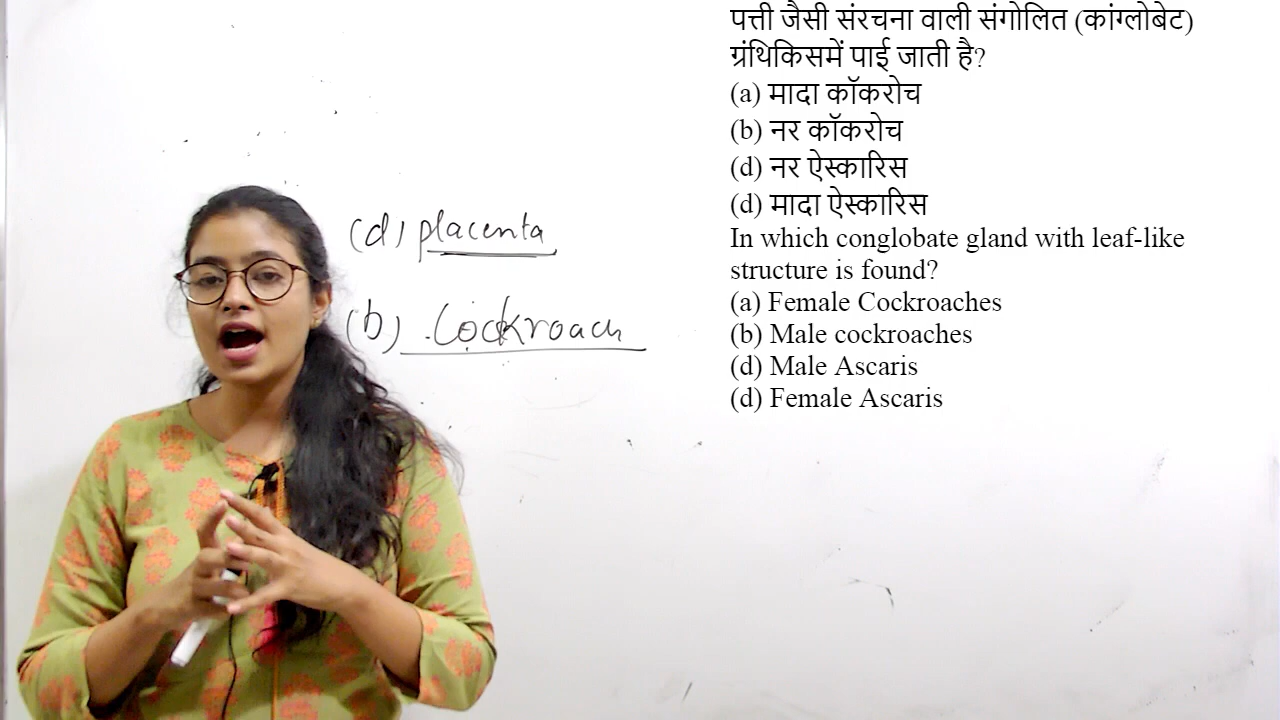 पत्ती जैसी संरचना वाली संगोलित (कांग्लोबेट)
ग्रंथिकिसमें पाई जाती है?
(a) मादा कॉकरोच
(b) नर कॉकरोच
(d) नर ऐस्कारिस
(d) मादा ऐस्कारिस
In which conglobate gland with leaf-like
structure is found?
(a) Female Cockroaches
(b) Male cockroaches
(d) Male Ascaris
(d) Female Ascaris
(d) placenta
(b) Cockroach